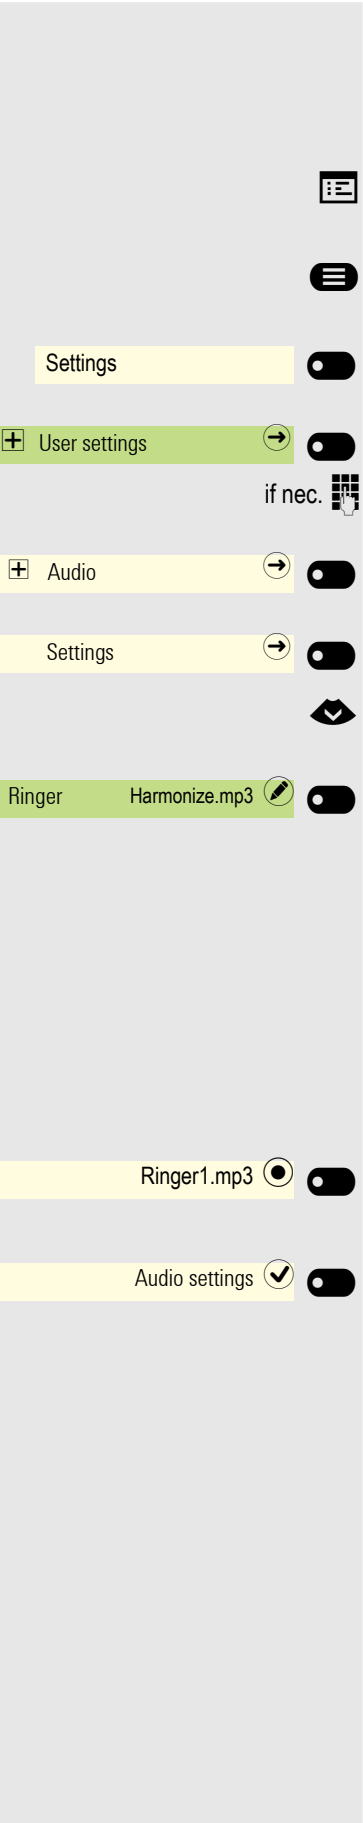 Settings
User settings
if nec.
Audio
Settings
Ringer Harmonize.mp3
Ringer1.mp3
Audio settings